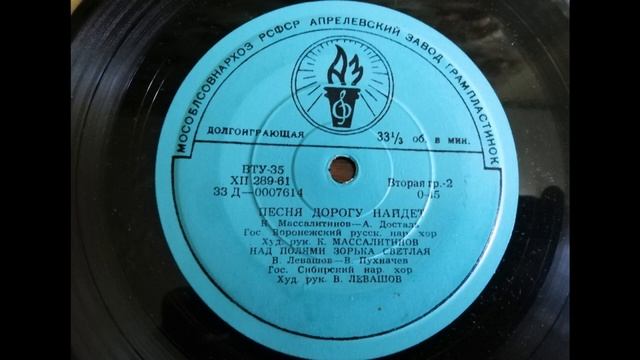 МОСОБЛСОВНАРХОЗ РСФСР АПРЕЛЕВСКИЙ ЗАВОД ГРАМПЛАСТИНОК
АЗ
ДОЛГОИГРАЮЩАЯ 33⅓ об. в мин.
ВТУ-35
ХП 289-61 Вторая гр.-2
33 Д—0007614
ПЕСНЯ ДОРОГУ НАЙДЕТ
К. Массалитинов—А. Досталь
Гос. Воронежский русск. нар. хор
Худ. рук. К. МАССАЛИТИНОВ
НАД ПОЛЯМИ ЗОРЬКА СВЕТЛАЯ
В. Левашов—В. Пухначев
Гос. Сибирский нар. хор
Худ. рук. В. ЛЕВАШОВ